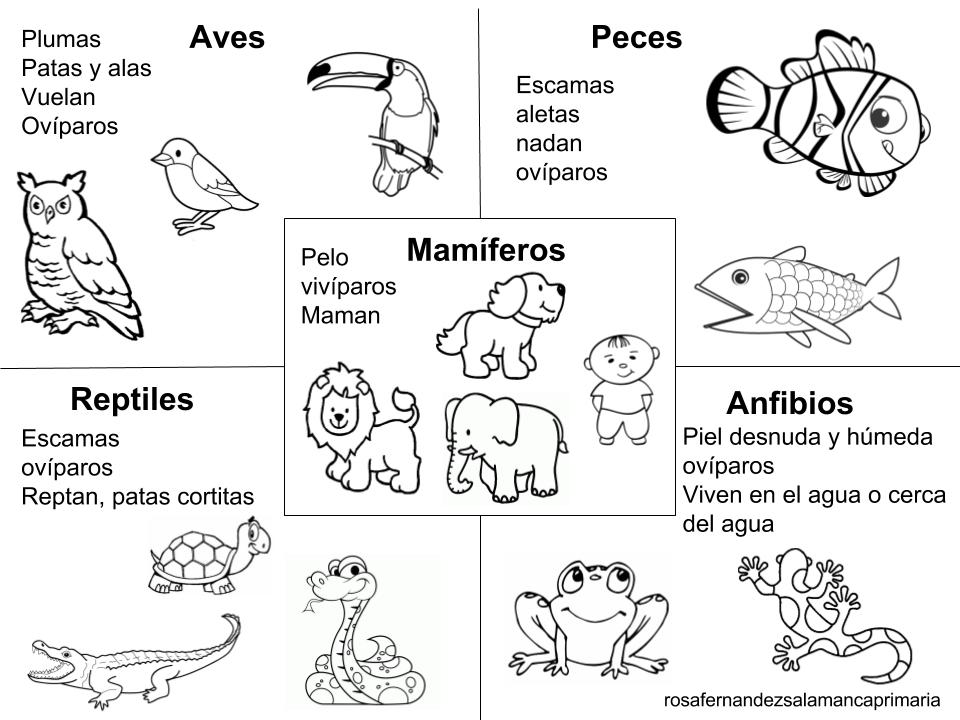 Aves
Plumas
Patas y alas
Vuelan
Ovíparos
Peces
Escamas
aletas
nadan
ovíparos
Mamíferos
Pelo
vivíparos
Maman
Reptiles
Escamas
ovíparos
Reptan, patas cortitas
Anfibios
Piel desnuda y húmeda
ovíparos
Viven en el agua o cerca
del agua
rosafernandezsalamancaprimaria